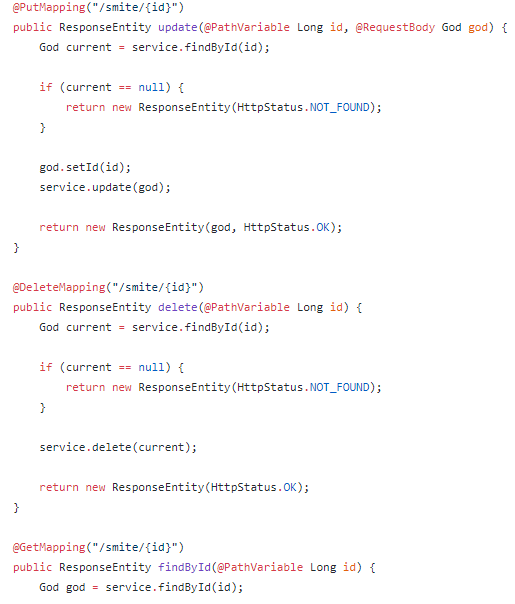 @PutMapping("/smite/{id}")
public ResponseEntity update(@PathVariable Long id, @RequestBody God god) {
    God current = service.findById(id);

    if (current == null) {
        return new ResponseEntity(HttpStatus.NOT_FOUND);
    }

    god.setId(id);
    service.update(god);

    return new ResponseEntity(god, HttpStatus.OK);
}

@DeleteMapping("/smite/{id}")
public ResponseEntity delete(@PathVariable Long id) {
    God current = service.findById(id);

    if (current == null) {
        return new ResponseEntity(HttpStatus.NOT_FOUND);
    }

    service.delete(current);

    return new ResponseEntity(HttpStatus.OK);
}

@GetMapping("/smite/{id}")
public ResponseEntity findById(@PathVariable Long id) {
    God god = service.findById(id);